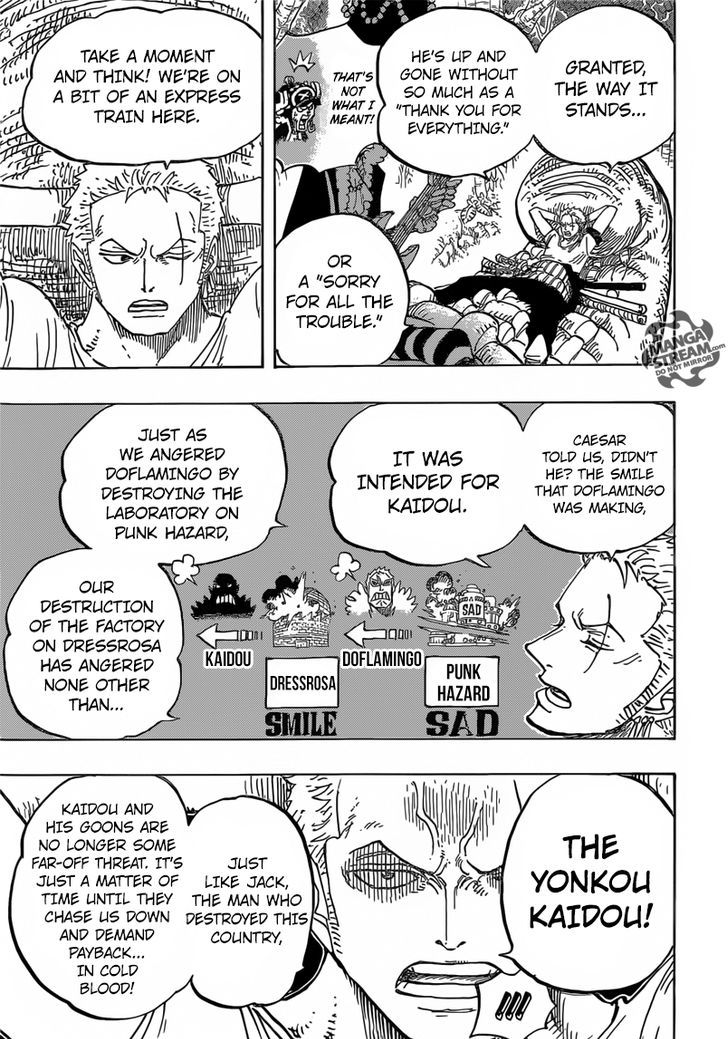 GRANTED,
THE WAY IT
STANDS...
HE'S UP AND
GONE WITHOUT
SO MUCH AS A
"THANK YOU FOR
EVERYTHING."
THAT'S
NOT
WHAT I
MEANT!
OR
A "SORRY
FOR ALL THE
TROUBLE."
TAKE A MOMENT
AND THINK! WE'RE ON
A BIT OF AN EXPRESS
TRAIN HERE.
MANGA
STREAM.com
DO NOT MIRROR
CAESAR
TOLD US, DIDN'T
HE? THE SMILE
THAT DOFLAMINGO
WAS MAKING,
IT WAS
INTENDED FOR
KAIDOU.
JUST AS
WE ANGERED
DOFLAMINGO BY
DESTROYING THE
LABORATORY ON
PUNK HAZARD,
OUR
DESTRUCTION
OF THE FACTORY
ON DRESSROSA
HAS ANGERED
NONE OTHER
THAN...
SAD
PUNK
HAZARD
SAD
DOFLAMINGO
DRESSROSA
SMILE
KAIDOU
THE
YONKOU
KAIDOU!
!!!
JUST
LIKE JACK,
THE MAN WHO
DESTROYED THIS
COUNTRY,
KAIDOU AND
HIS GOONS ARE
NO LONGER SOME
FAR-OFF THREAT. IT'S
JUST A MATTER OF
TIME UNTIL THEY
CHASE US DOWN
AND DEMAND
PAYBACK...
IN COLD
BLOOD!